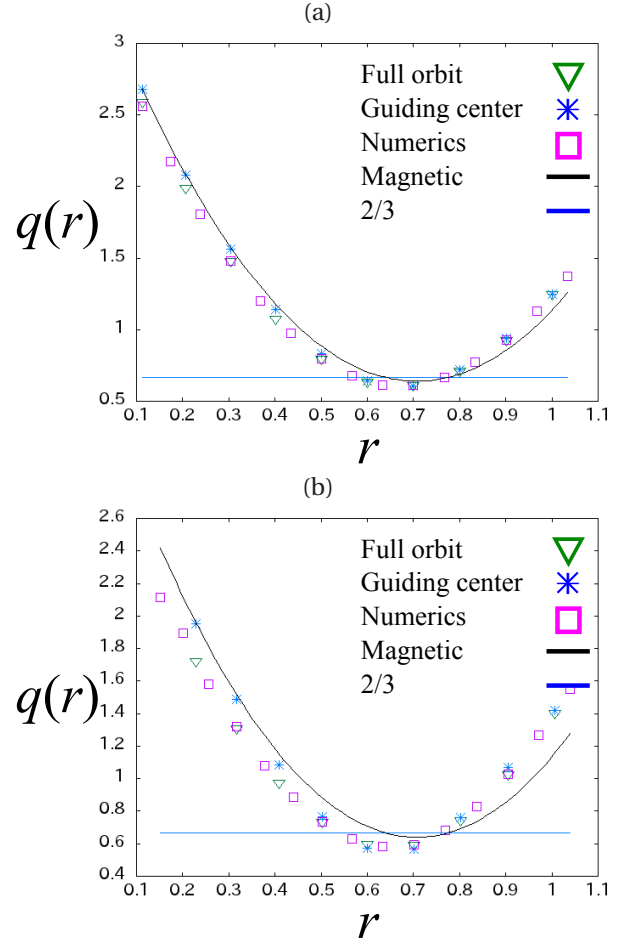 (a)
3
2.5
2
1.5
1
0.5
q(r)
Full orbit
Guiding center
Numerics
Magnetic
2/3
0.1 0.2 0.3 0.4 0.5 0.6 0.7 0.8 0.9 1 1.1
r
(b)
2.6
2.4
2.2
2
1.8
1.6
1.4
1.2
1
0.8
0.6
0.4
q(r)
Full orbit
Guiding center
Numerics
Magnetic
2/3
0.1 0.2 0.3 0.4 0.5 0.6 0.7 0.8 0.9 1 1.1
r